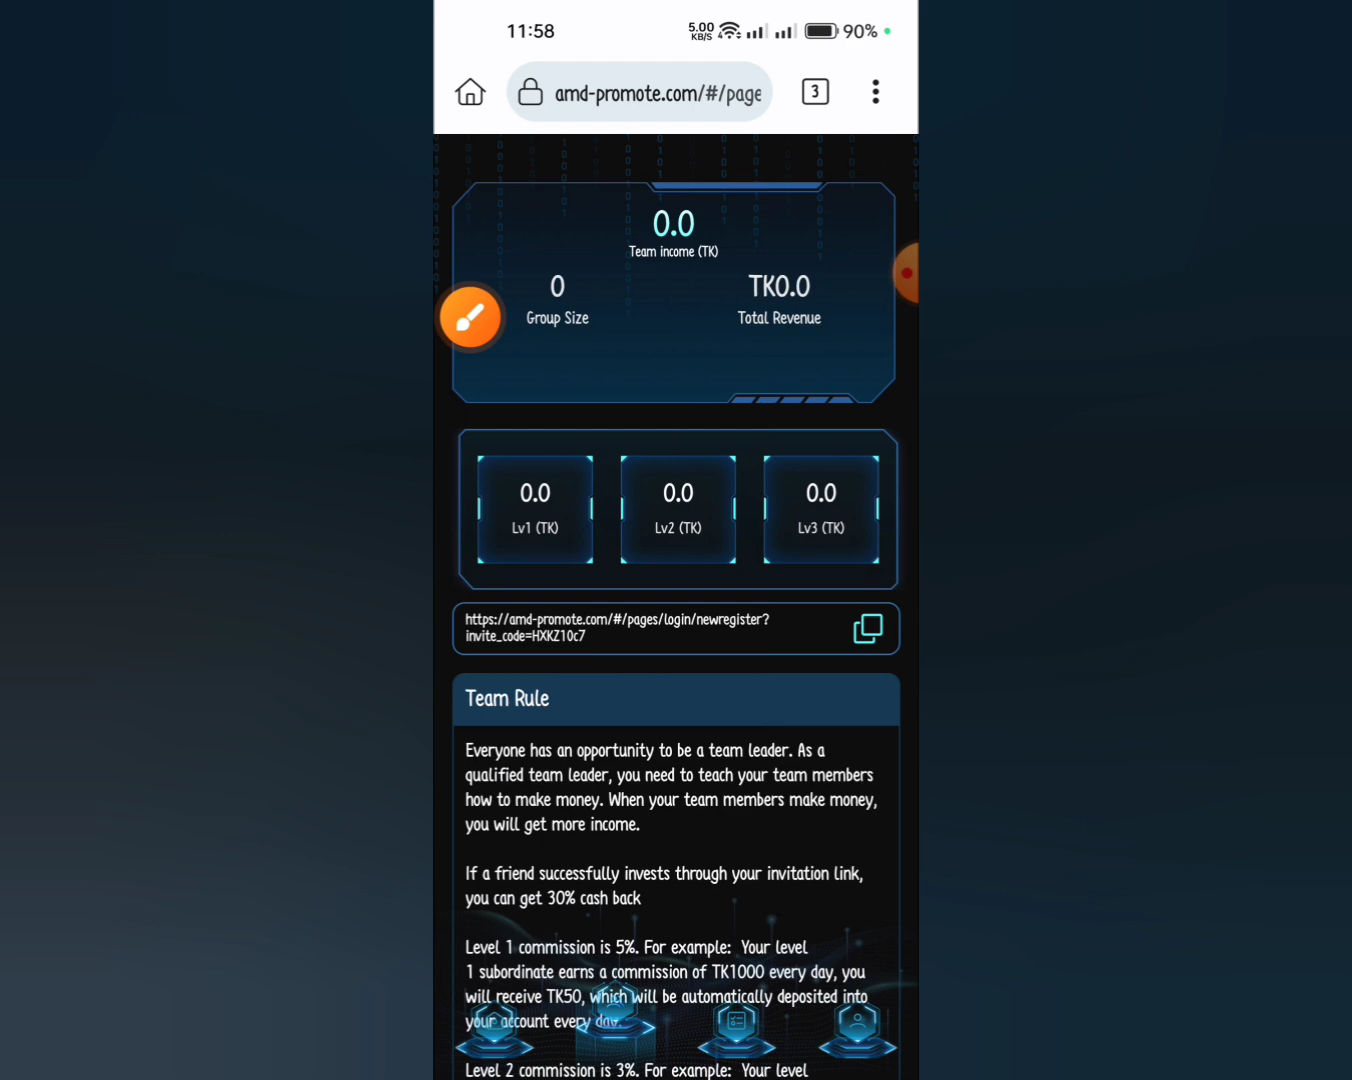 11:58
5.00
KB/S
90%
amd-promote.com/#/page
3
0.0
Team income (TK)
0
TK0.0
Group Size
Total Revenue
0.0
0.0
0.0
Lv1 (TK)
Lv2 (TK)
Lv3 (TK)
https://amd-promote.com/#/pages/login/newregister?
invite_code=HXKZ10c7
Team Rule
Everyone has an opportunity to be a team leader. As a
qualified team leader, you need to teach your team members
how to make money. When your team members make money,
you will get more income.
If a friend successfully invests through your invitation link,
you can get 30% cash back
Level 1 commission is 5%. For example: Your level
1 subordinate earns a commission of TK1000 every day, you
will receive TK50, which will be automatically deposited into
your account every day.
Level 2 commission is 3%. For example: Your level